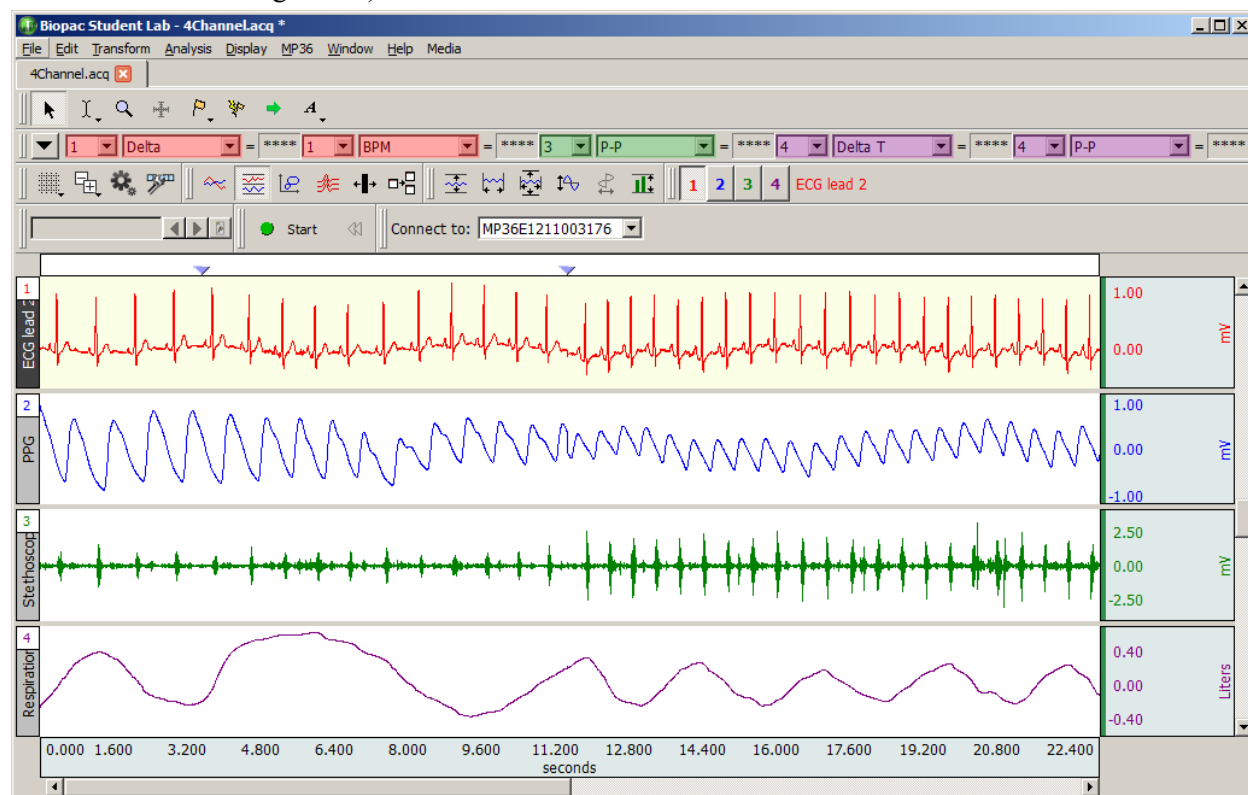 Biopac Student Lab - 4Channel.acq *
File Edit Transform Analysis Display MP36 Window Help Media
4Channel.acq
A
1 Delta = **** 1 BPM = **** 3 P-P = **** 4 Delta T = **** 4 P-P = ****
1 2 3 4 ECG lead 2
Start Connect to: MP36E1211003176
1
ECG lead 2
1.00
0.00
mV
2
PPG
1.00
0.00
-1.00
mV
3
Stethoscop
2.50
0.00
-2.50
mV
4
Respiration
0.40
0.00
-0.40
Liters
0.000 1.600 3.200 4.800 6.400 8.000 9.600 11.200 12.800 14.400 16.000 17.600 19.200 20.800 22.400
seconds